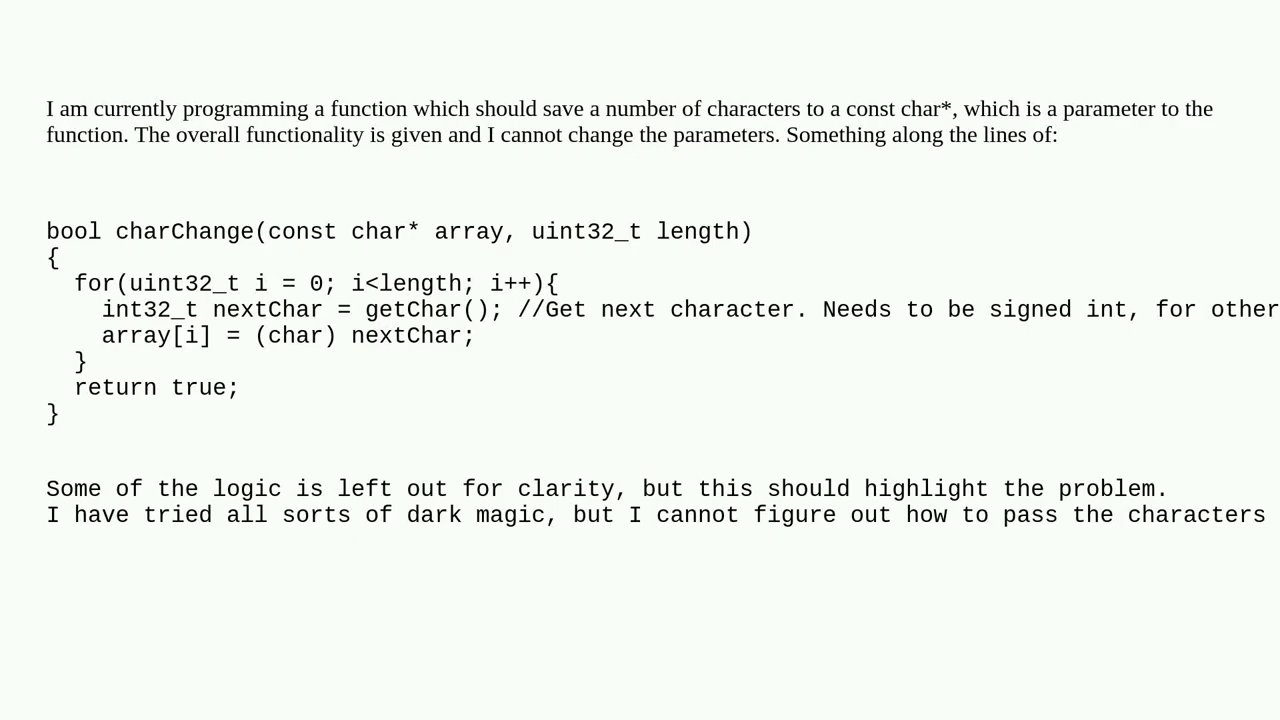 I am currently programming a function which should save a number of characters to a const char*, which is a parameter to the
function. The overall functionality is given and I cannot change the parameters. Something along the lines of:
bool charChange(const char* array, uint32_t length)
{
  for(uint32_t i = 0; i<length; i++){
    int32_t nextChar = getChar(); //Get next character. Needs to be signed int, for other
    array[i] = (char) nextChar;
  }
  return true;
}
Some of the logic is left out for clarity, but this should highlight the problem.
I have tried all sorts of dark magic, but I cannot figure out how to pass the characters